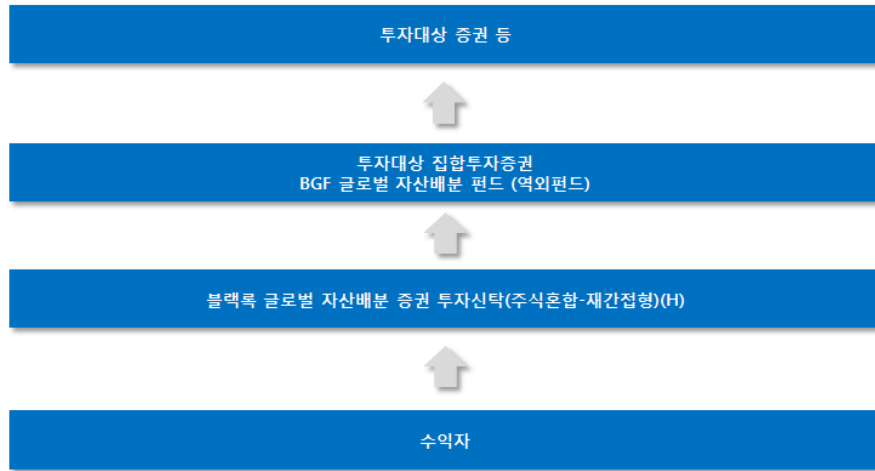 투자대상 증권 등
투자대상 집합투자증권
BGF 글로벌 자산배분 펀드 (역외펀드)
블랙록 글로벌 자산배분 증권 투자신탁(주식혼합-재간접형)(H)
수익자